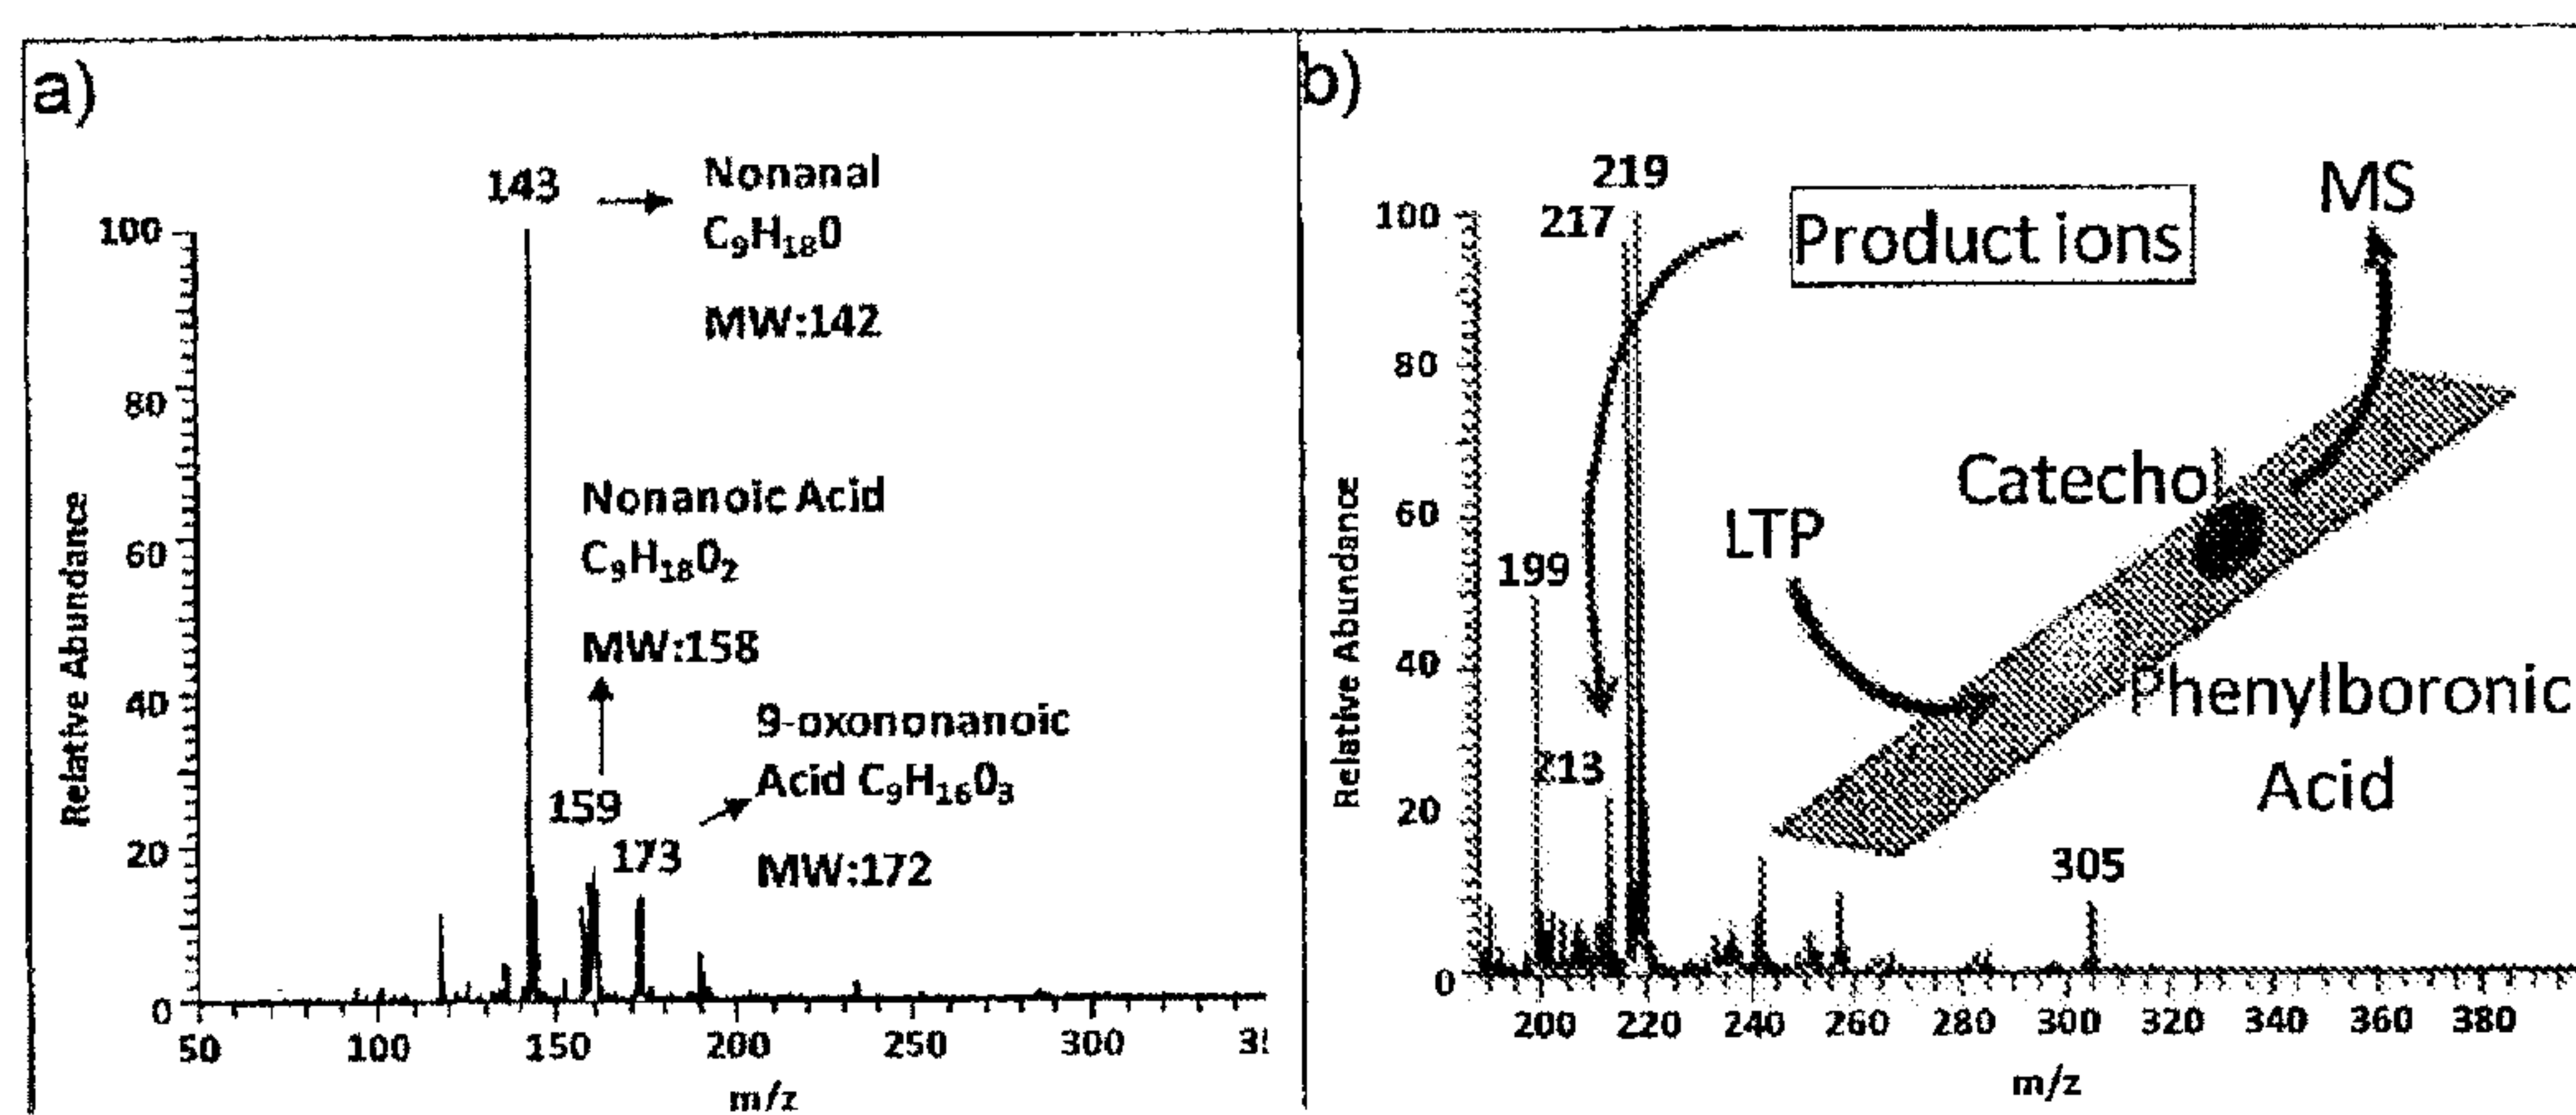 a)
143
Nonanal
C₉H₁₈0
MW:142
Nonanoic Acid
C₉H₁₈0₂
MW:158
159
173
9-oxononanoic
Acid C₉H₁₆0₃
MW:172
Relative Abundance
100
80
60
40
20
0
50 100 150 200 250 300
m/z
b)
219
217
Product ions
MS
Catechol
LTP
199
Phenylboronic
Acid
213
305
Relative Abundance
100
80
60
40
20
0
200 220 240 260 280 300 320 340 360 380
m/z